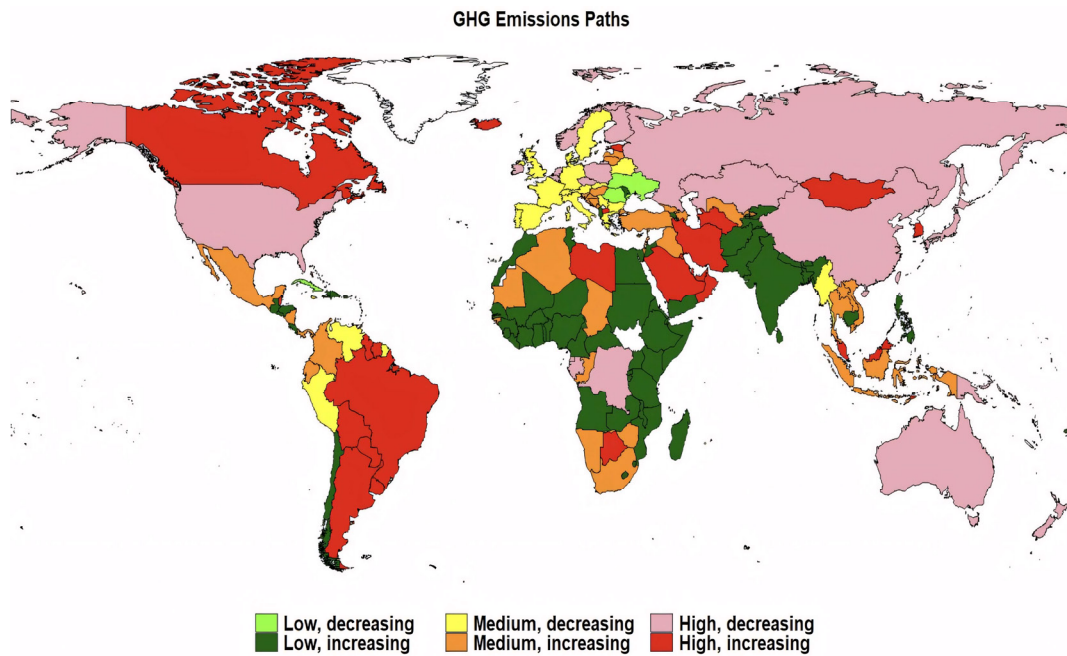 GHG Emissions Paths
Low, decreasing Medium, decreasing High, decreasing
Low, increasing Medium, increasing High, increasing